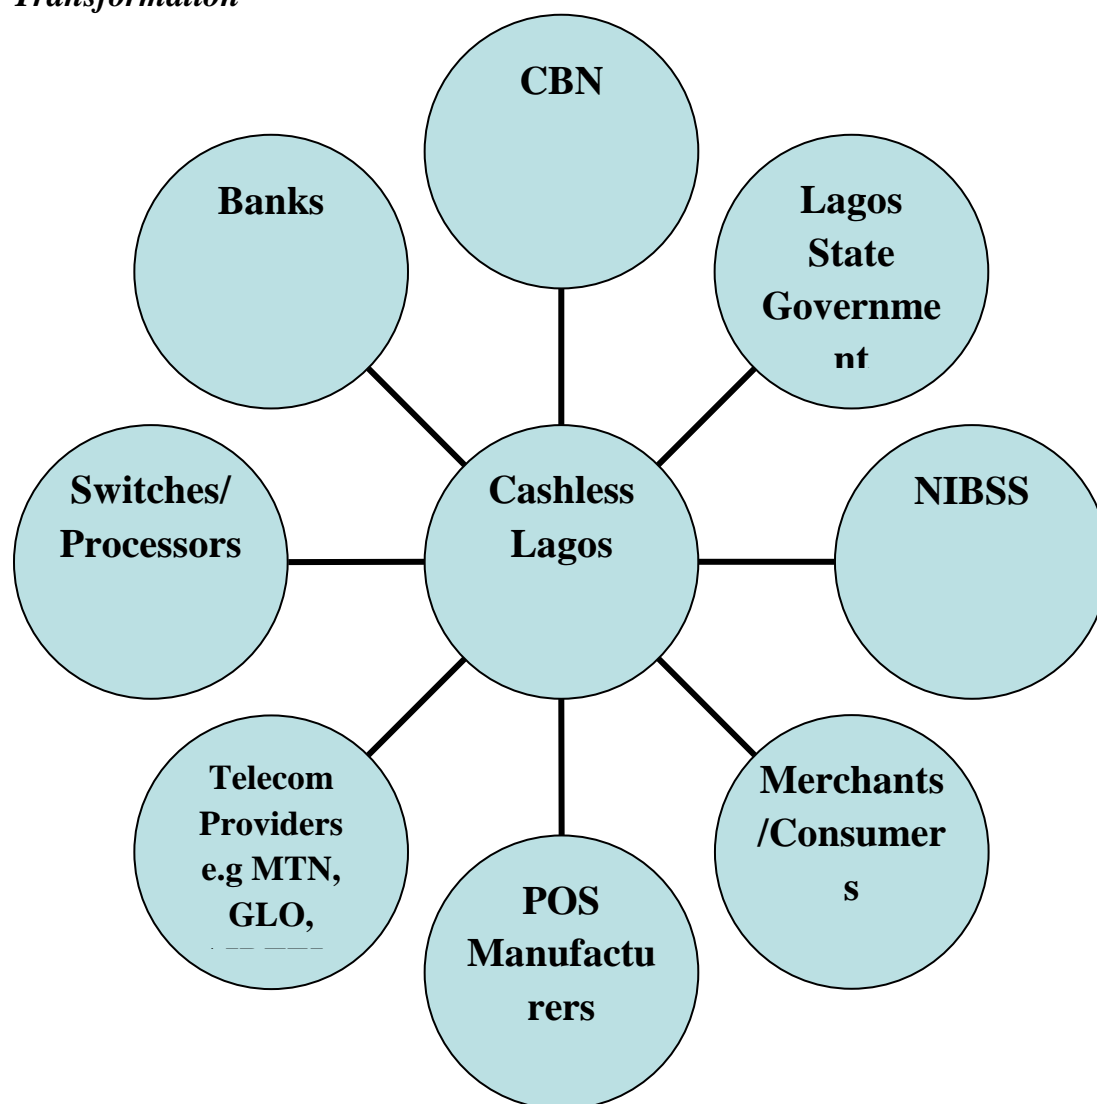 Transformation
CBN
Banks
Lagos
State
Governme
nt
Switches/
Processors
Cashless
Lagos
NIBSS
Telecom
Providers
e.g MTN,
GLO,
Merchants
/Consumer
s
POS
Manufactu
rers